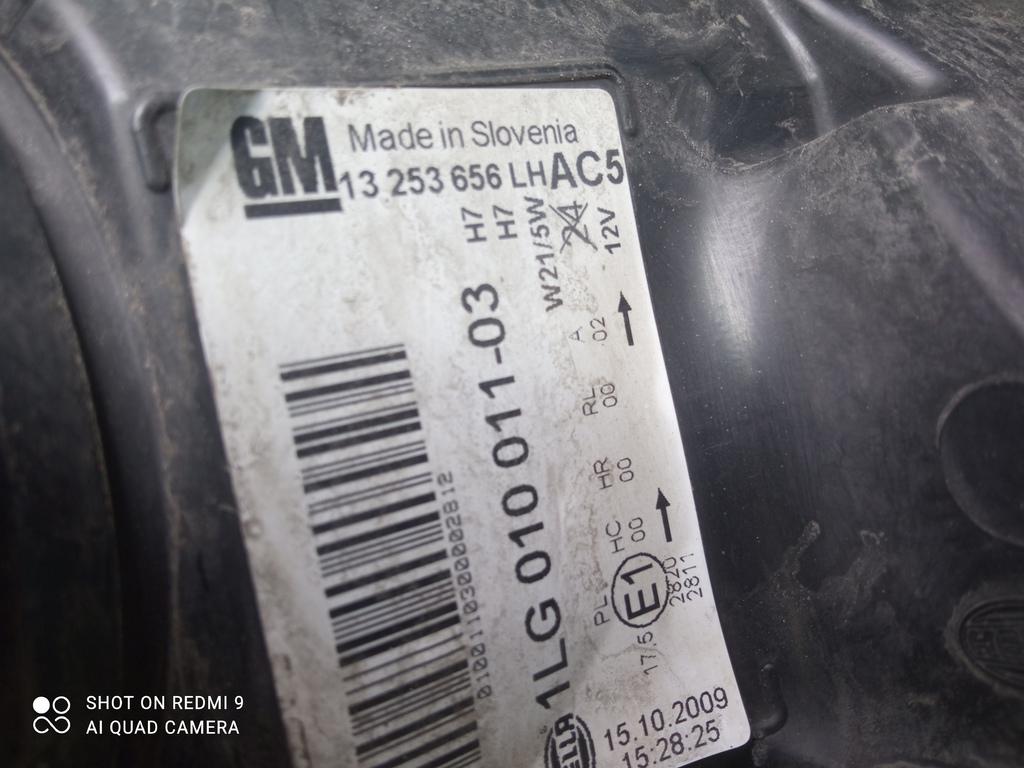 GM
Made in Slovenia
13 253 656 LH AC5
H7
H7
W21/5W
24
12V
1LG 010 011-03
A
02
RL
00
HR
00
HC
00
PL
E1
17,5
2820
2811
01001103000002812
15.10.2009
15:28:25
SHOT ON REDMI 9
AI QUAD CAMERA